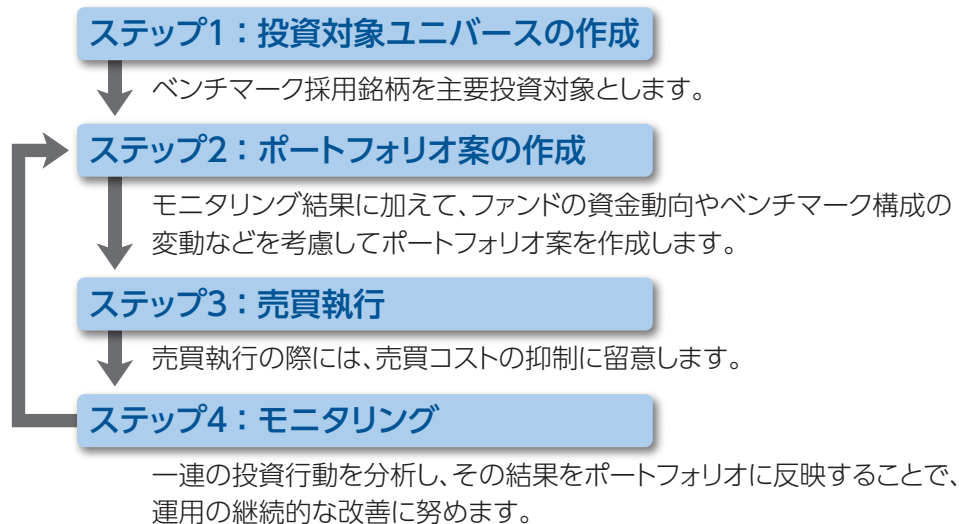 ステップ1：投資対象ユニバースの作成
ベンチマーク採用銘柄を主要投資対象とします。
ステップ2：ポートフォリオ案の作成
モニタリング結果に加えて、ファンドの資金動向やベンチマーク構成の
変動などを考慮してポートフォリオ案を作成します。
ステップ3：売買執行
売買執行の際には、売買コストの抑制に留意します。
ステップ4：モニタリング
一連の投資行動を分析し、その結果をポートフォリオに反映することで、
運用の継続的な改善に努めます。